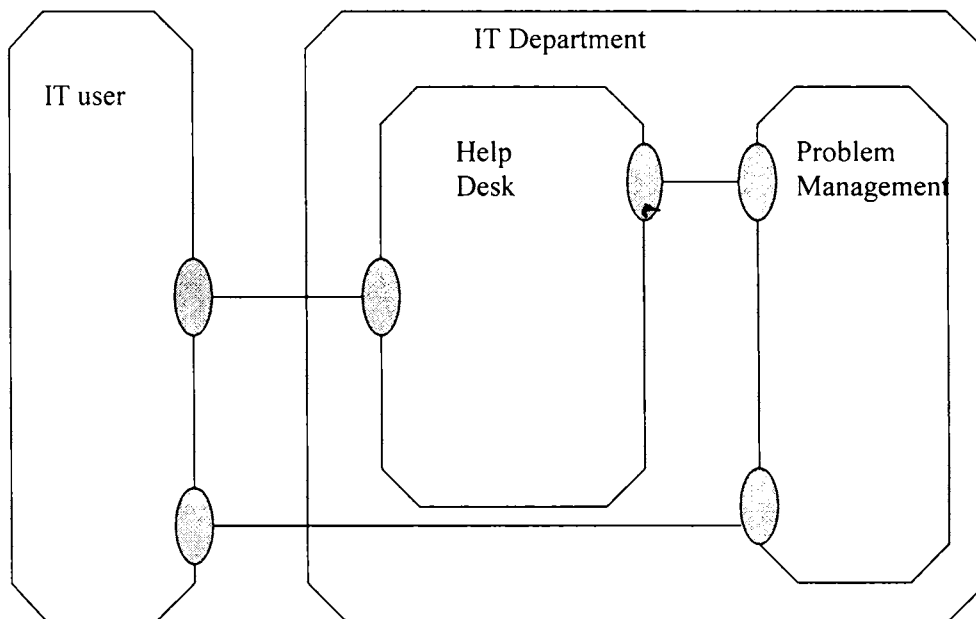 IT Department
IT user
Help
Desk
Problem
Management